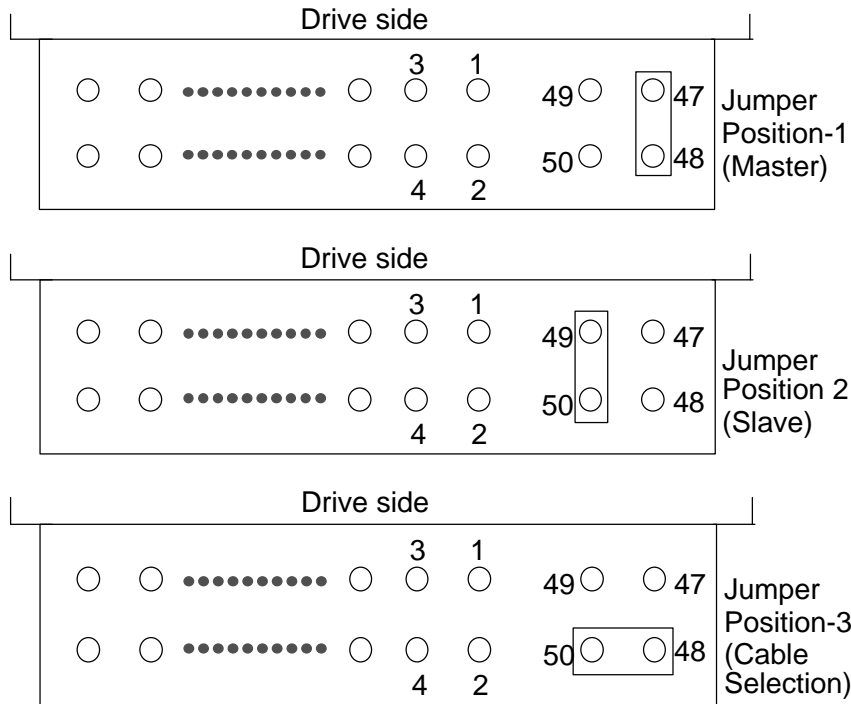 Drive side
3 1
49 47
50 48
4 2
Jumper
Position-1
(Master)
Drive side
3 1
49 47
50 48
4 2
Jumper
Position 2
(Slave)
Drive side
3 1
49 47
50 48
4 2
Jumper
Position-3
(Cable
Selection)